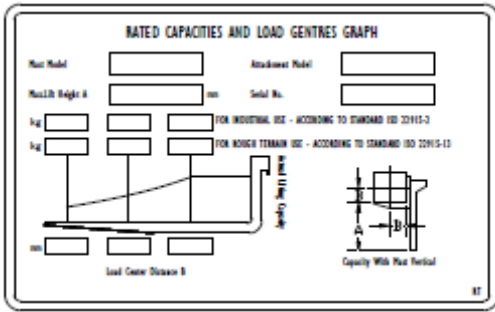 RATED CAPACITIES AND LOAD GENTRES GRAPH
Mast Model
Attachment Model
Max.Lift Height A
mm
Serial No.
kg
FOR INDUSTRIAL USE - ACCORDING TO STANDARD ISO 22915-2
kg
FOR ROUGH TERRAIN USE - ACCORDING TO STANDARD ISO 22915-13
Actual Lifting Capacity
A
B
mm
Load Center Distance B
Capacity With Mast Vertical